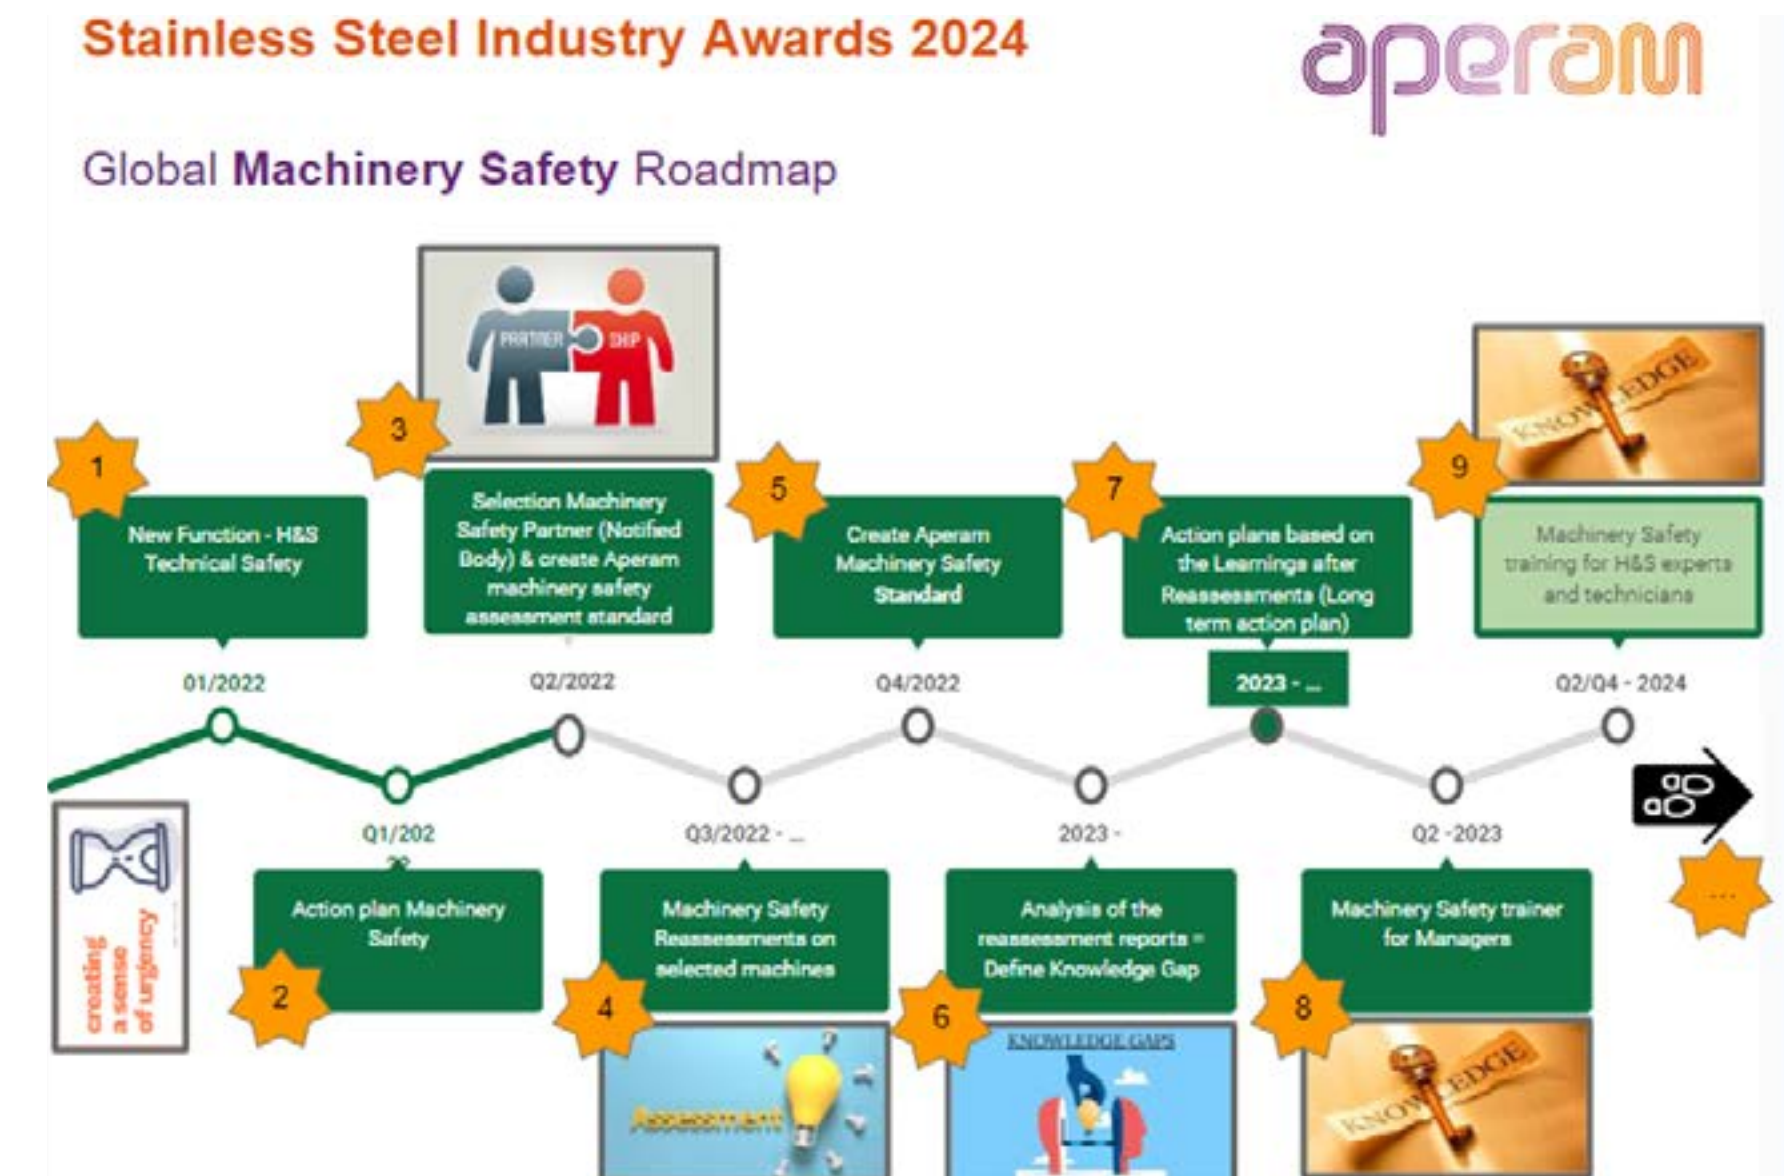 Stainless Steel Industry Awards 2024
aperam
Global Machinery Safety Roadmap
PARTNER SHIP
KNOWLEDGE
1
3
5
7
9
New Function - H&S
Technical Safety
Selection Machinery
Safety Partner (Notified
Body) & create Aperam
machinery safety
assessment standard
Create Aperam
Machinery Safety
Standard
Action plans based on
the Learnings after
Reassessments (Long
term action plan)
Machinery Safety
training for H&S experts
and technicians
01/2022
Q2/2022
Q4/2022
2023 - ...
Q2/Q4 - 2024
Q1/202
22
Q3/2022 - ...
2023 -
Q2 -2023
creating
a sense
of urgency
Action plan Machinery
Safety
2
Machinery Safety
Reassessments on
selected machines
4
Analysis of the
reassessment reports =
Define Knowledge Gap
6
Machinery Safety trainer
for Managers
8
...
Assessment
KNOWLEDGE GAPS
KNOWLEDGE